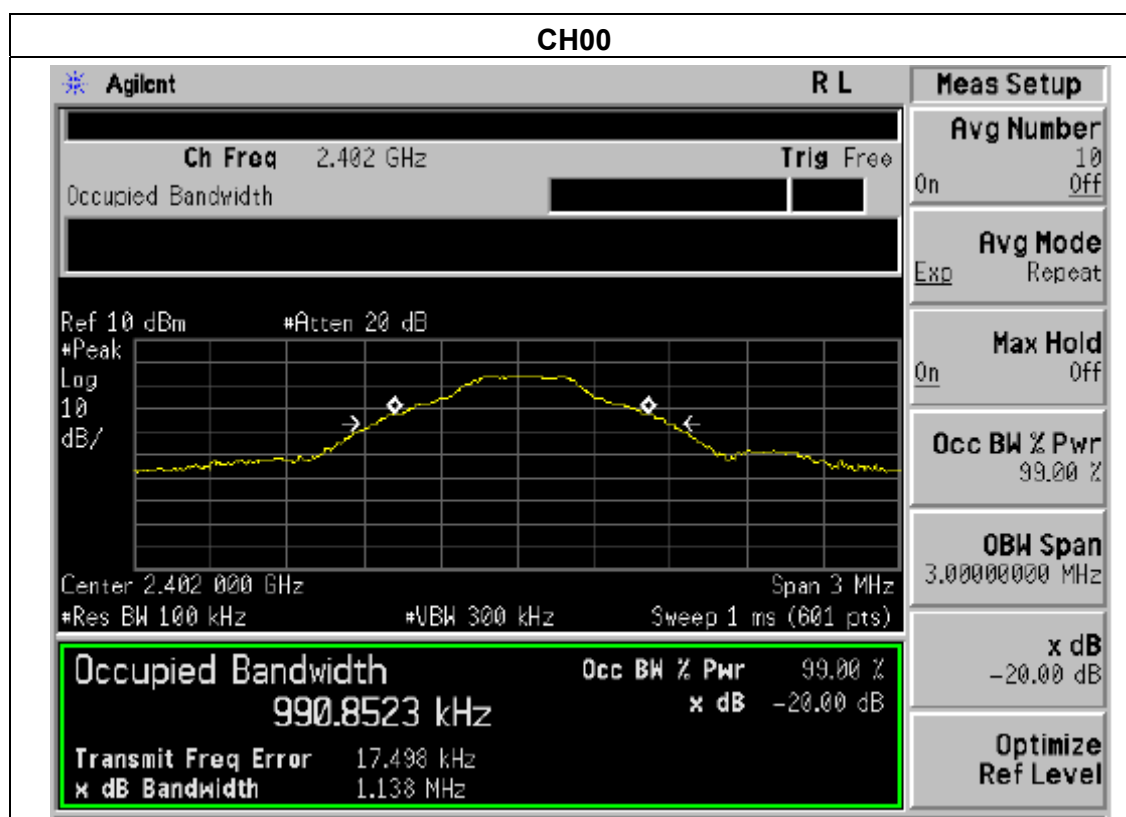 CH00
Agilent R L
Ch Freq 2.402 GHz Trig Free
Occupied Bandwidth
Ref 10 dBm #Atten 20 dB
#Peak
Log
10
dB/
Center 2.402 000 GHz Span 3 MHz
#Res BW 100 kHz #VBW 300 kHz Sweep 1 ms (601 pts)
Occupied Bandwidth Occ BW % Pwr 99.00 %
990.8523 kHz x dB -20.00 dB
Transmit Freq Error 17.498 kHz
x dB Bandwidth 1.138 MHz
Meas Setup
Avg Number
10
On Off
Avg Mode
Exp Repeat
Max Hold
On Off
Occ BW % Pwr
99.00 %
OBW Span
3.00000000 MHz
x dB
-20.00 dB
Optimize
Ref Level